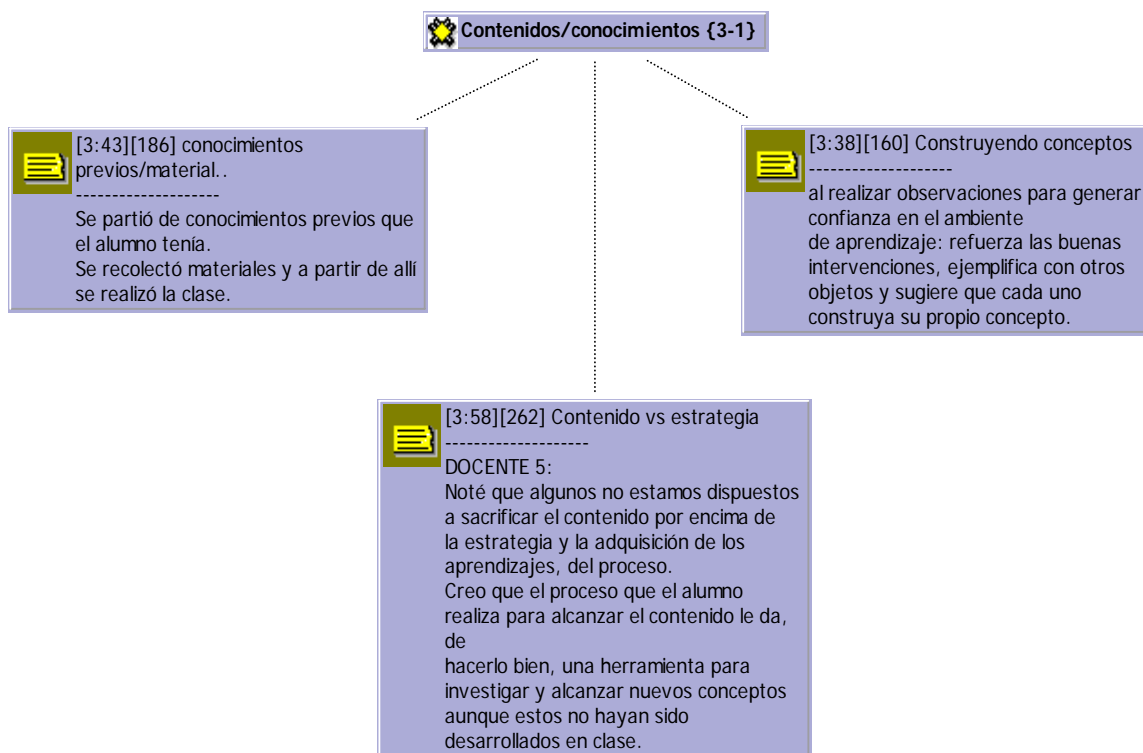 Contenidos/conocimientos {3-1}
[3:43][186] conocimientos
previos/material..
--------------------
Se partió de conocimientos previos que
el alumno tenía.
Se recolectó materiales y a partir de allí
se realizó la clase.
[3:38][160] Construyendo conceptos
--------------------
al realizar observaciones para generar
confianza en el ambiente
de aprendizaje: refuerza las buenas
intervenciones, ejemplifica con otros
objetos y sugiere que cada uno
construya su propio concepto.
[3:58][262] Contenido vs estrategia
--------------------
DOCENTE 5:
Noté que algunos no estamos dispuestos
a sacrificar el contenido por encima de
la estrategia y la adquisición de los
aprendizajes, del proceso.
Creo que el proceso que el alumno
realiza para alcanzar el contenido le da,
de
hacerlo bien, una herramienta para
investigar y alcanzar nuevos conceptos
aunque estos no hayan sido
desarrollados en clase.